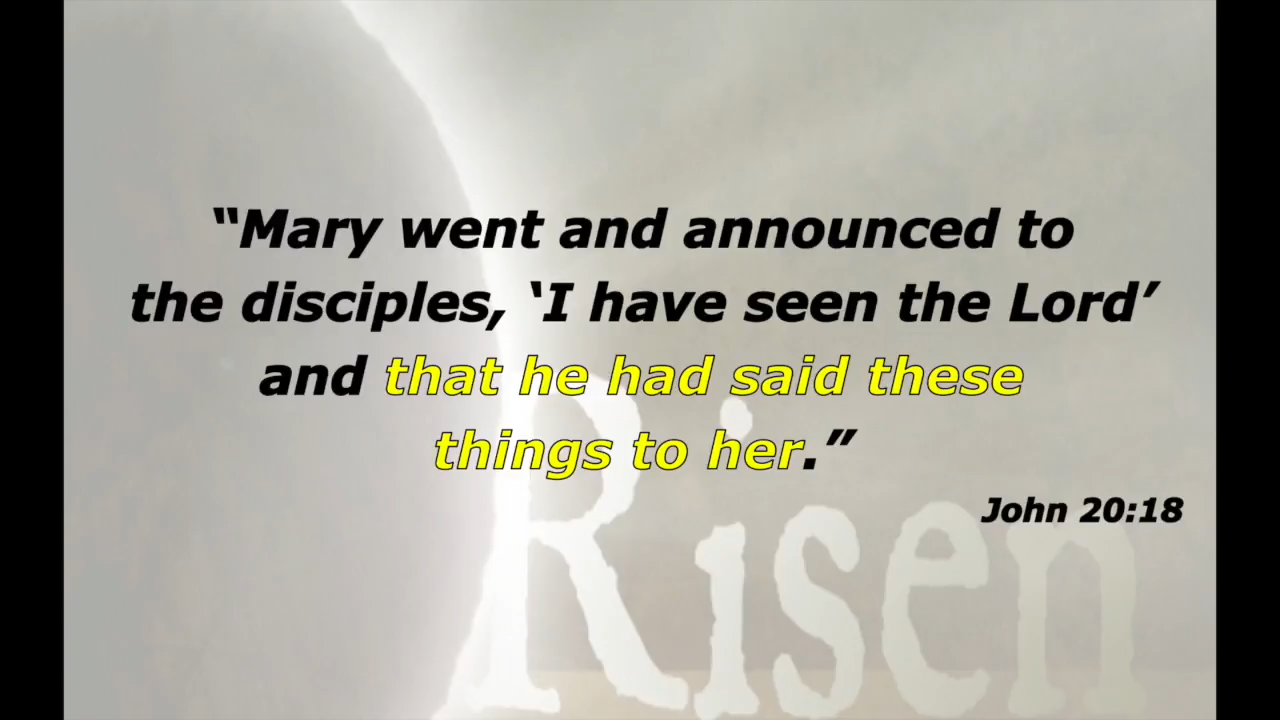 “Mary went and announced to
the disciples, ‘I have seen the Lord’
and that he had said these
things to her.”
John 20:18
Risen